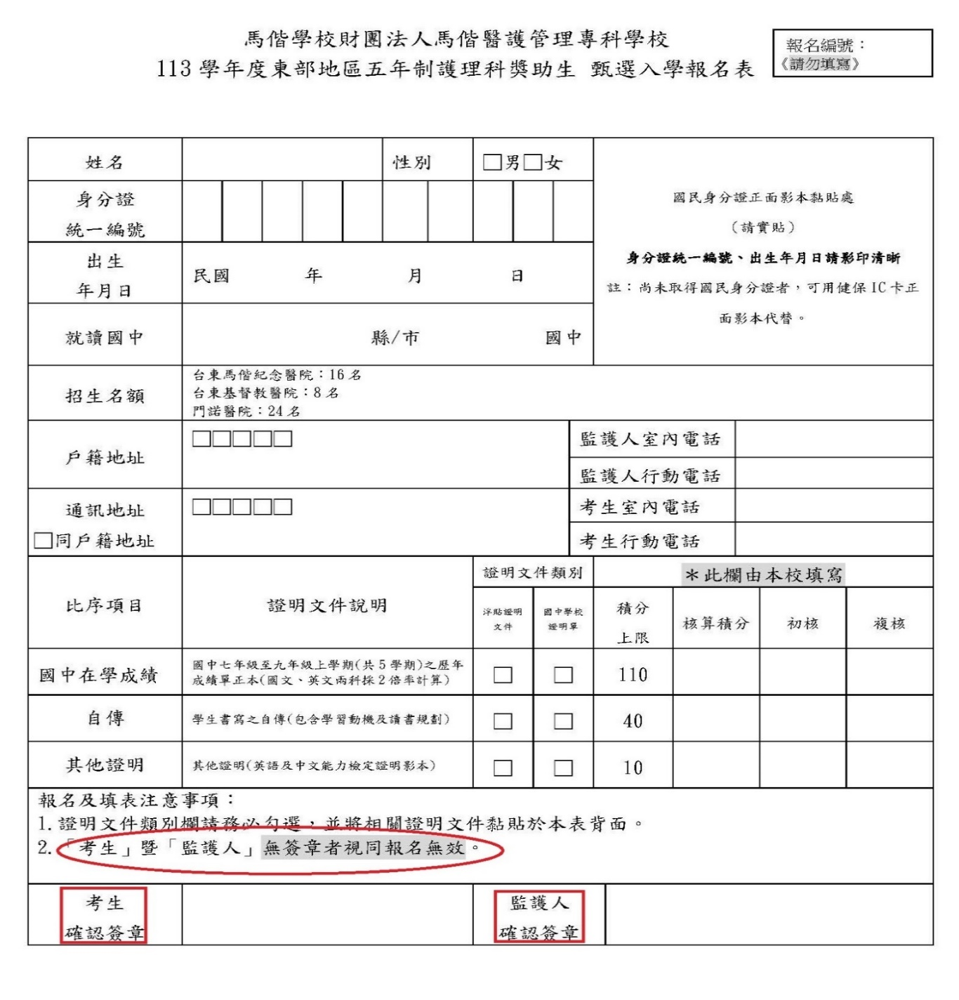 馬偕學校財團法人馬偕醫護管理專科學校
113 學年度東部地區五年制護理科獎助生 甄選入學報名表
報名編號：
《請勿填寫》
姓名
性別
□男□女
身分證
統一編號
國民身分證正面影本黏貼處
（請實貼）
身分證統一編號、出生年月日請影印清晰
註：尚未取得國民身分證者，可用健保 IC 卡正
面影本代替。
出生
年月日
民國 年 月 日
就讀國中
縣/市 國中
招生名額
台東馬偕紀念醫院：16 名
台東基督教醫院：8 名
門諾醫院：24 名
戶籍地址
□□□□□
監護人室內電話
監護人行動電話
通訊地址
□同戶籍地址
□□□□□
考生室內電話
考生行動電話
比序項目
證明文件說明
證明文件類別
＊此欄由本校填寫
浮貼證明
文件
國中學校
證明單
積分
上限
核算積分
初核
複核
國中在學成績
國中七年級至九年級上學期(共 5 學期)之歷年
成績單正本(國文、英文兩科採 2 倍率計算)
□ □ 110
自傳
學生書寫之自傳(包含學習動機及讀書規劃)
□ □ 40
其他證明
其他證明(英語及中文能力檢定證明影本)
□ □ 10
報名及填表注意事項：
1. 證明文件類別欄請務必勾選，並將相關證明文件黏貼於本表背面。
2. 「考生」暨「監護人」無簽章者視同報名無效。
考生
確認簽章
監護人
確認簽章